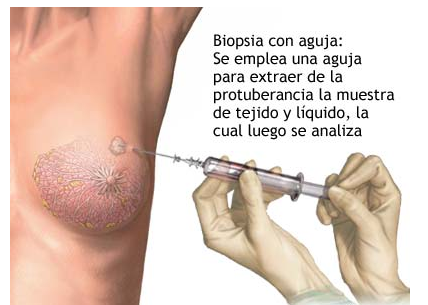 Biopsia con aguja:
Se emplea una aguja
para extraer de la
protuberancia la muestra
de tejido y líquido, la
cual luego se analiza